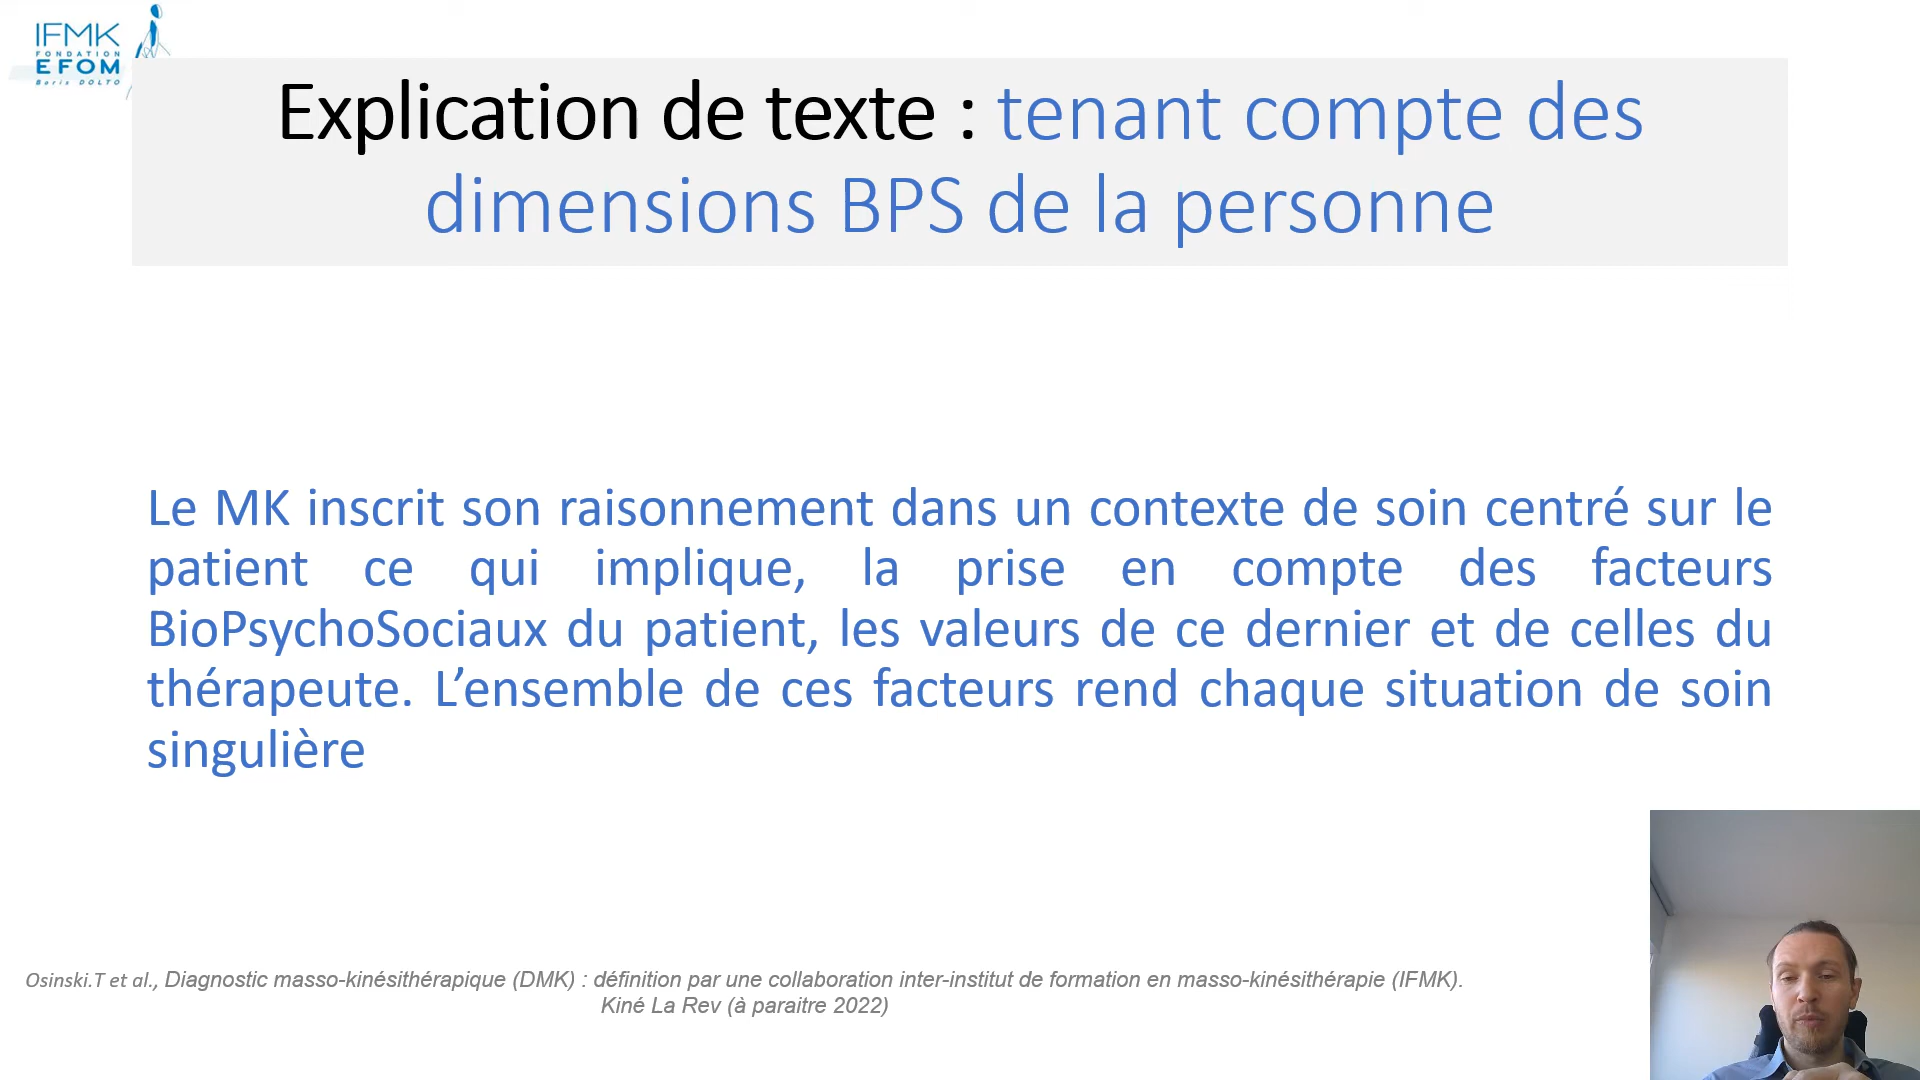 IFMK
FONDATION
EFOM
Boris DOLTO
Explication de texte : tenant compte des
dimensions BPS de la personne
Le MK inscrit son raisonnement dans un contexte de soin centré sur le
patient ce qui implique, la prise en compte des facteurs
BioPsychoSociaux du patient, les valeurs de ce dernier et de celles du
thérapeute. L’ensemble de ces facteurs rend chaque situation de soin
singulière
Osinski.T et al., Diagnostic masso-kinésithérapique (DMK) : définition par une collaboration inter-institut de formation en masso-kinésithérapie (IFMK).
Kiné La Rev (à paraitre 2022)